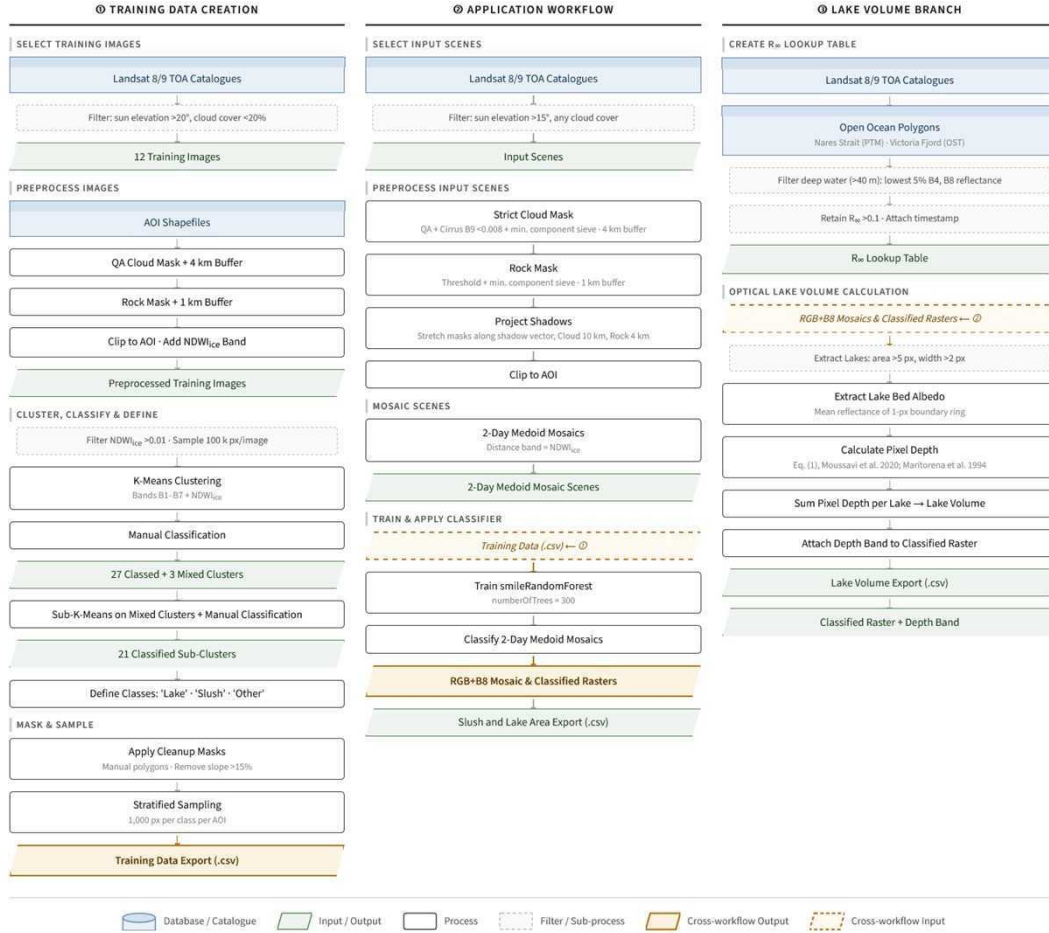 ① TRAINING DATA CREATION
SELECT TRAINING IMAGES
Landsat 8/9 TOA Catalogues
Filter: sun elevation >20°, cloud cover <20%
12 Training Images
PREPROCESS IMAGES
AOI Shapefiles
QA Cloud Mask + 4 km Buffer
Rock Mask + 1 km Buffer
Clip to AOI · Add NDWIice Band
Preprocessed Training Images
CLUSTER, CLASSIFY & DEFINE
Filter NDWIice >0.01 · Sample 100 k px/image
K-Means Clustering
Bands B1-B7 + NDWIice
Manual Classification
27 Classed + 3 Mixed Clusters
Sub-K-Means on Mixed Clusters + Manual Classification
21 Classified Sub-Clusters
Define Classes: 'Lake' · 'Slush' · 'Other'
MASK & SAMPLE
Apply Cleanup Masks
Manual polygons · Remove slope >15%
Stratified Sampling
1,000 px per class per AOI
Training Data Export (.csv)
② APPLICATION WORKFLOW
SELECT INPUT SCENES
Landsat 8/9 TOA Catalogues
Filter: sun elevation >15°, any cloud cover
Input Scenes
PREPROCESS INPUT SCENES
Strict Cloud Mask
QA + Cirrus B9 <0.008 + min. component sieve · 4 km buffer
Rock Mask
Threshold + min. component sieve · 1 km buffer
Project Shadows
Stretch masks along shadow vector, Cloud 10 km, Rock 4 km
Clip to AOI
MOSAIC SCENES
2-Day Medoid Mosaics
Distance band = NDWIice
2-Day Medoid Mosaic Scenes
TRAIN & APPLY CLASSIFIER
Training Data (.csv) ← ①
Train smileRandomForest
numberOfTrees = 300
Classify 2-Day Medoid Mosaics
RGB+B8 Mosaic & Classified Rasters
Slush and Lake Area Export (.csv)
③ LAKE VOLUME BRANCH
CREATE R∞ LOOKUP TABLE
Landsat 8/9 TOA Catalogues
Open Ocean Polygons
Nares Strait (PTM) · Victoria Fjord (OST)
Filter deep water (>40 m): lowest 5% B4, B8 reflectance
Retain R∞ >0.1 · Attach timestamp
R∞ Lookup Table
OPTICAL LAKE VOLUME CALCULATION
RGB+B8 Mosaics & Classified Rasters ← ②
Extract Lakes: area >5 px, width >2 px
Extract Lake Bed Albedo
Mean reflectance of 1-px boundary ring
Calculate Pixel Depth
Eq. (1), Moussavi et al. 2020; Maritorena et al. 1994
Sum Pixel Depth per Lake → Lake Volume
Attach Depth Band to Classified Raster
Lake Volume Export (.csv)
Classified Raster + Depth Band
Database / Catalogue
Input / Output
Process
Filter / Sub-process
Cross-workflow Output
Cross-workflow Input